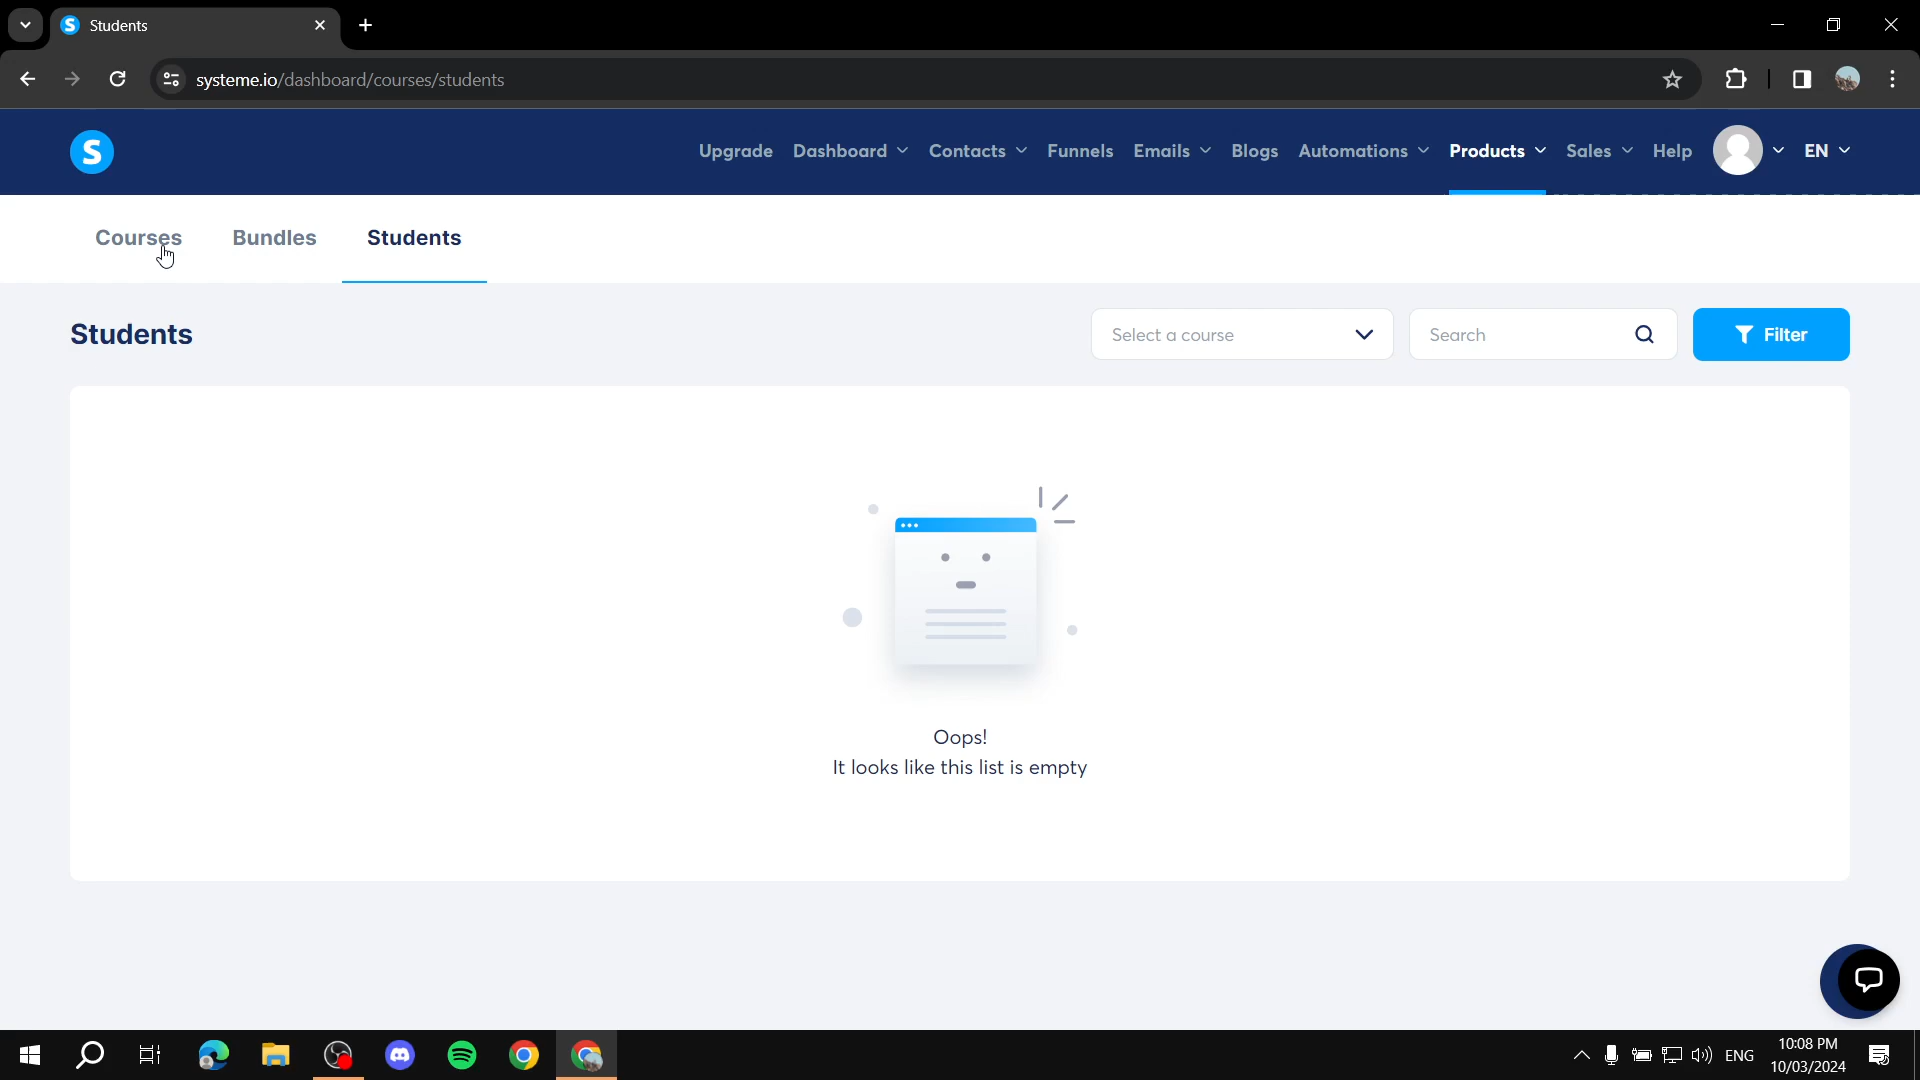 Students
systeme.io/dashboard/courses/students
S
Upgrade Dashboard Contacts Funnels Emails Blogs Automations Products Sales Help EN
Courses Bundles Students
Students
Select a course
Search
Filter
Oops!
It looks like this list is empty
ENG
10:08 PM
10/03/2024